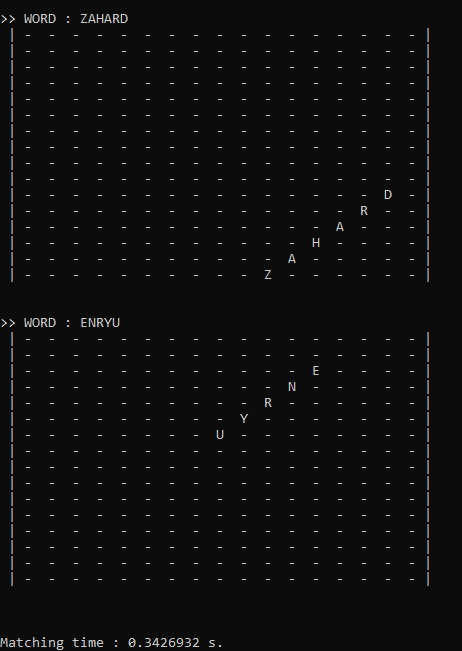 >> WORD : ZAHARD
| - - - - - - - - - - - - - - - - - |
| - - - - - - - - - - - - - - - - - |
| - - - - - - - - - - - - - - - - - |
| - - - - - - - - - - - - - - - - - |
| - - - - - - - - - - - - - - - - - |
| - - - - - - - - - - - - - - - - - |
| - - - - - - - - - - - - - - - - - |
| - - - - - - - - - - - - - - - - - |
| - - - - - - - - - - - - - - - - - |
| - - - - - - - - - - - - - - - - - |
| - - - - - - - - - - - - - - - D - |
| - - - - - - - - - - - - - - R - - |
| - - - - - - - - - - - - - A - - - |
| - - - - - - - - - - - - H - - - - |
| - - - - - - - - - - - A - - - - - |
| - - - - - - - - - - Z - - - - - - |
>> WORD : ENRYU
| - - - - - - - - - - - - - - - - - |
| - - - - - - - - - - - - - - - - - |
| - - - - - - - - - - - - E - - - - |
| - - - - - - - - - - - N - - - - - |
| - - - - - - - - - - R - - - - - - |
| - - - - - - - - - Y - - - - - - - |
| - - - - - - - - U - - - - - - - - |
| - - - - - - - - - - - - - - - - - |
| - - - - - - - - - - - - - - - - - |
| - - - - - - - - - - - - - - - - - |
| - - - - - - - - - - - - - - - - - |
| - - - - - - - - - - - - - - - - - |
| - - - - - - - - - - - - - - - - - |
| - - - - - - - - - - - - - - - - - |
| - - - - - - - - - - - - - - - - - |
| - - - - - - - - - - - - - - - - - |
Matching time : 0.3426932 s.